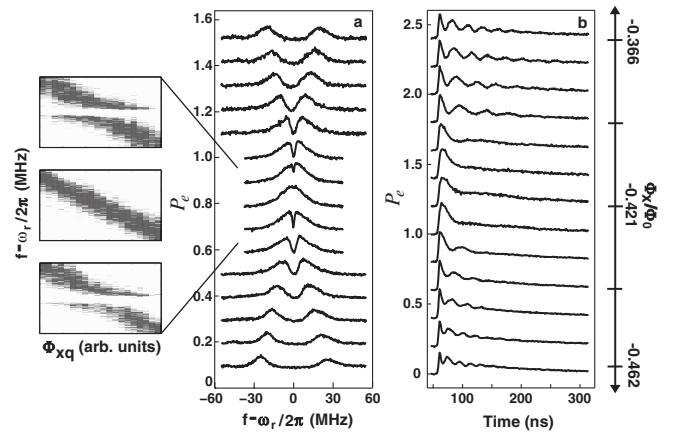 a
b
1.6
1.4
1.2
1.0
0.8
0.6
0.4
0.2
0
P_e
−60
−30
0
30
60
f-ω_r/2π (MHz)
2.5
2.0
1.5
1.0
0.5
0
P_e
100
200
300
Time (ns)
-0.366
-0.421
-0.462
Φ_x/Φ_0
f-ω_r/2π (MHz)
Φ_xq (arb. units)